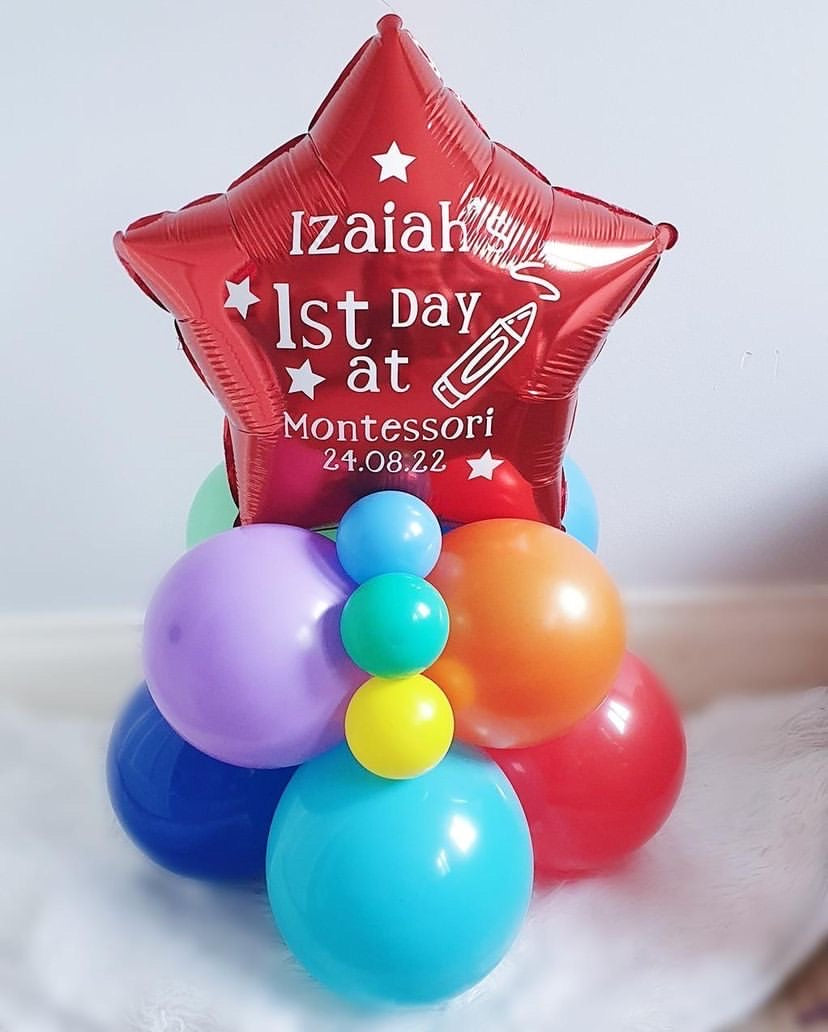 Izaiah's
1st Day
at
Montessori
24.08.22